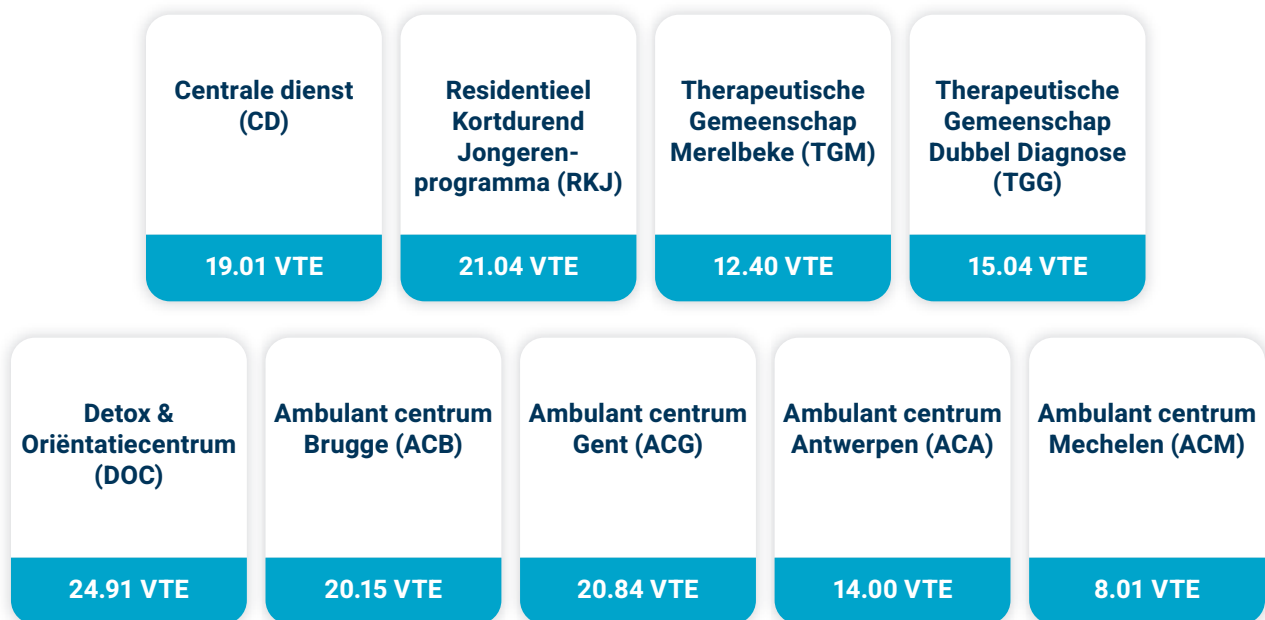 Centrale dienst
(CD)
19.01 VTE
Residentieel
Kortdurend
Jongeren-
programma (RKJ)
21.04 VTE
Therapeutische
Gemeenschap
Merelbeke (TGM)
12.40 VTE
Therapeutische
Gemeenschap
Dubbel Diagnose
(TGG)
15.04 VTE
Detox &
Oriëntatiecentrum
(DOC)
24.91 VTE
Ambulant centrum
Brugge (ACB)
20.15 VTE
Ambulant centrum
Gent (ACG)
20.84 VTE
Ambulant centrum
Antwerpen (ACA)
14.00 VTE
Ambulant centrum
Mechelen (ACM)
8.01 VTE